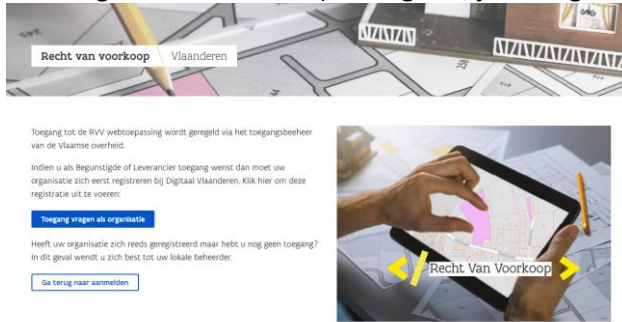 Recht van voorkoop Vlaanderen
Toegang tot de RVV webtoepassing wordt geregeld via het toegangsbeheer
van de Vlaamse overheid.
Indien u als Begunstigde of Leverancier toegang wenst dan moet uw
organisatie zich eerst registreren bij Digitaal Vlaanderen. Klik hier om deze
registratie uit te voeren:
Toegang vragen als organisatie
Heeft uw organisatie zich reeds geregistreerd maar hebt u nog geen toegang?
In dit geval wendt u zich best tot uw lokale beheerder.
Ga terug naar aanmelden
Recht Van Voorkoop